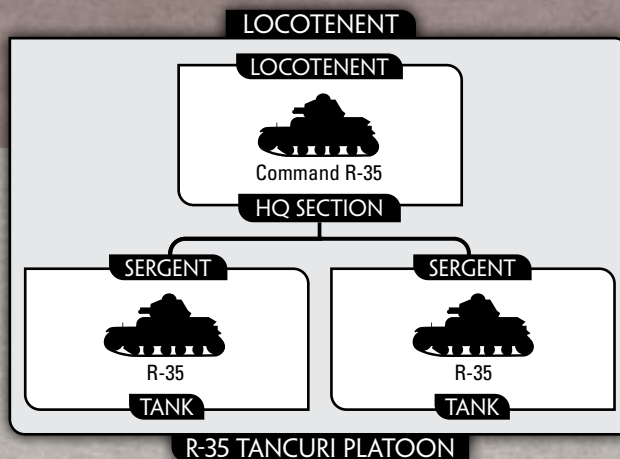 LOCOTENENT
LOCOTENENT
Command R-35
HQ SECTION
SERGENT SERGENT
R-35 R-35
TANK TANK
R-35 TANCURI PLATOON